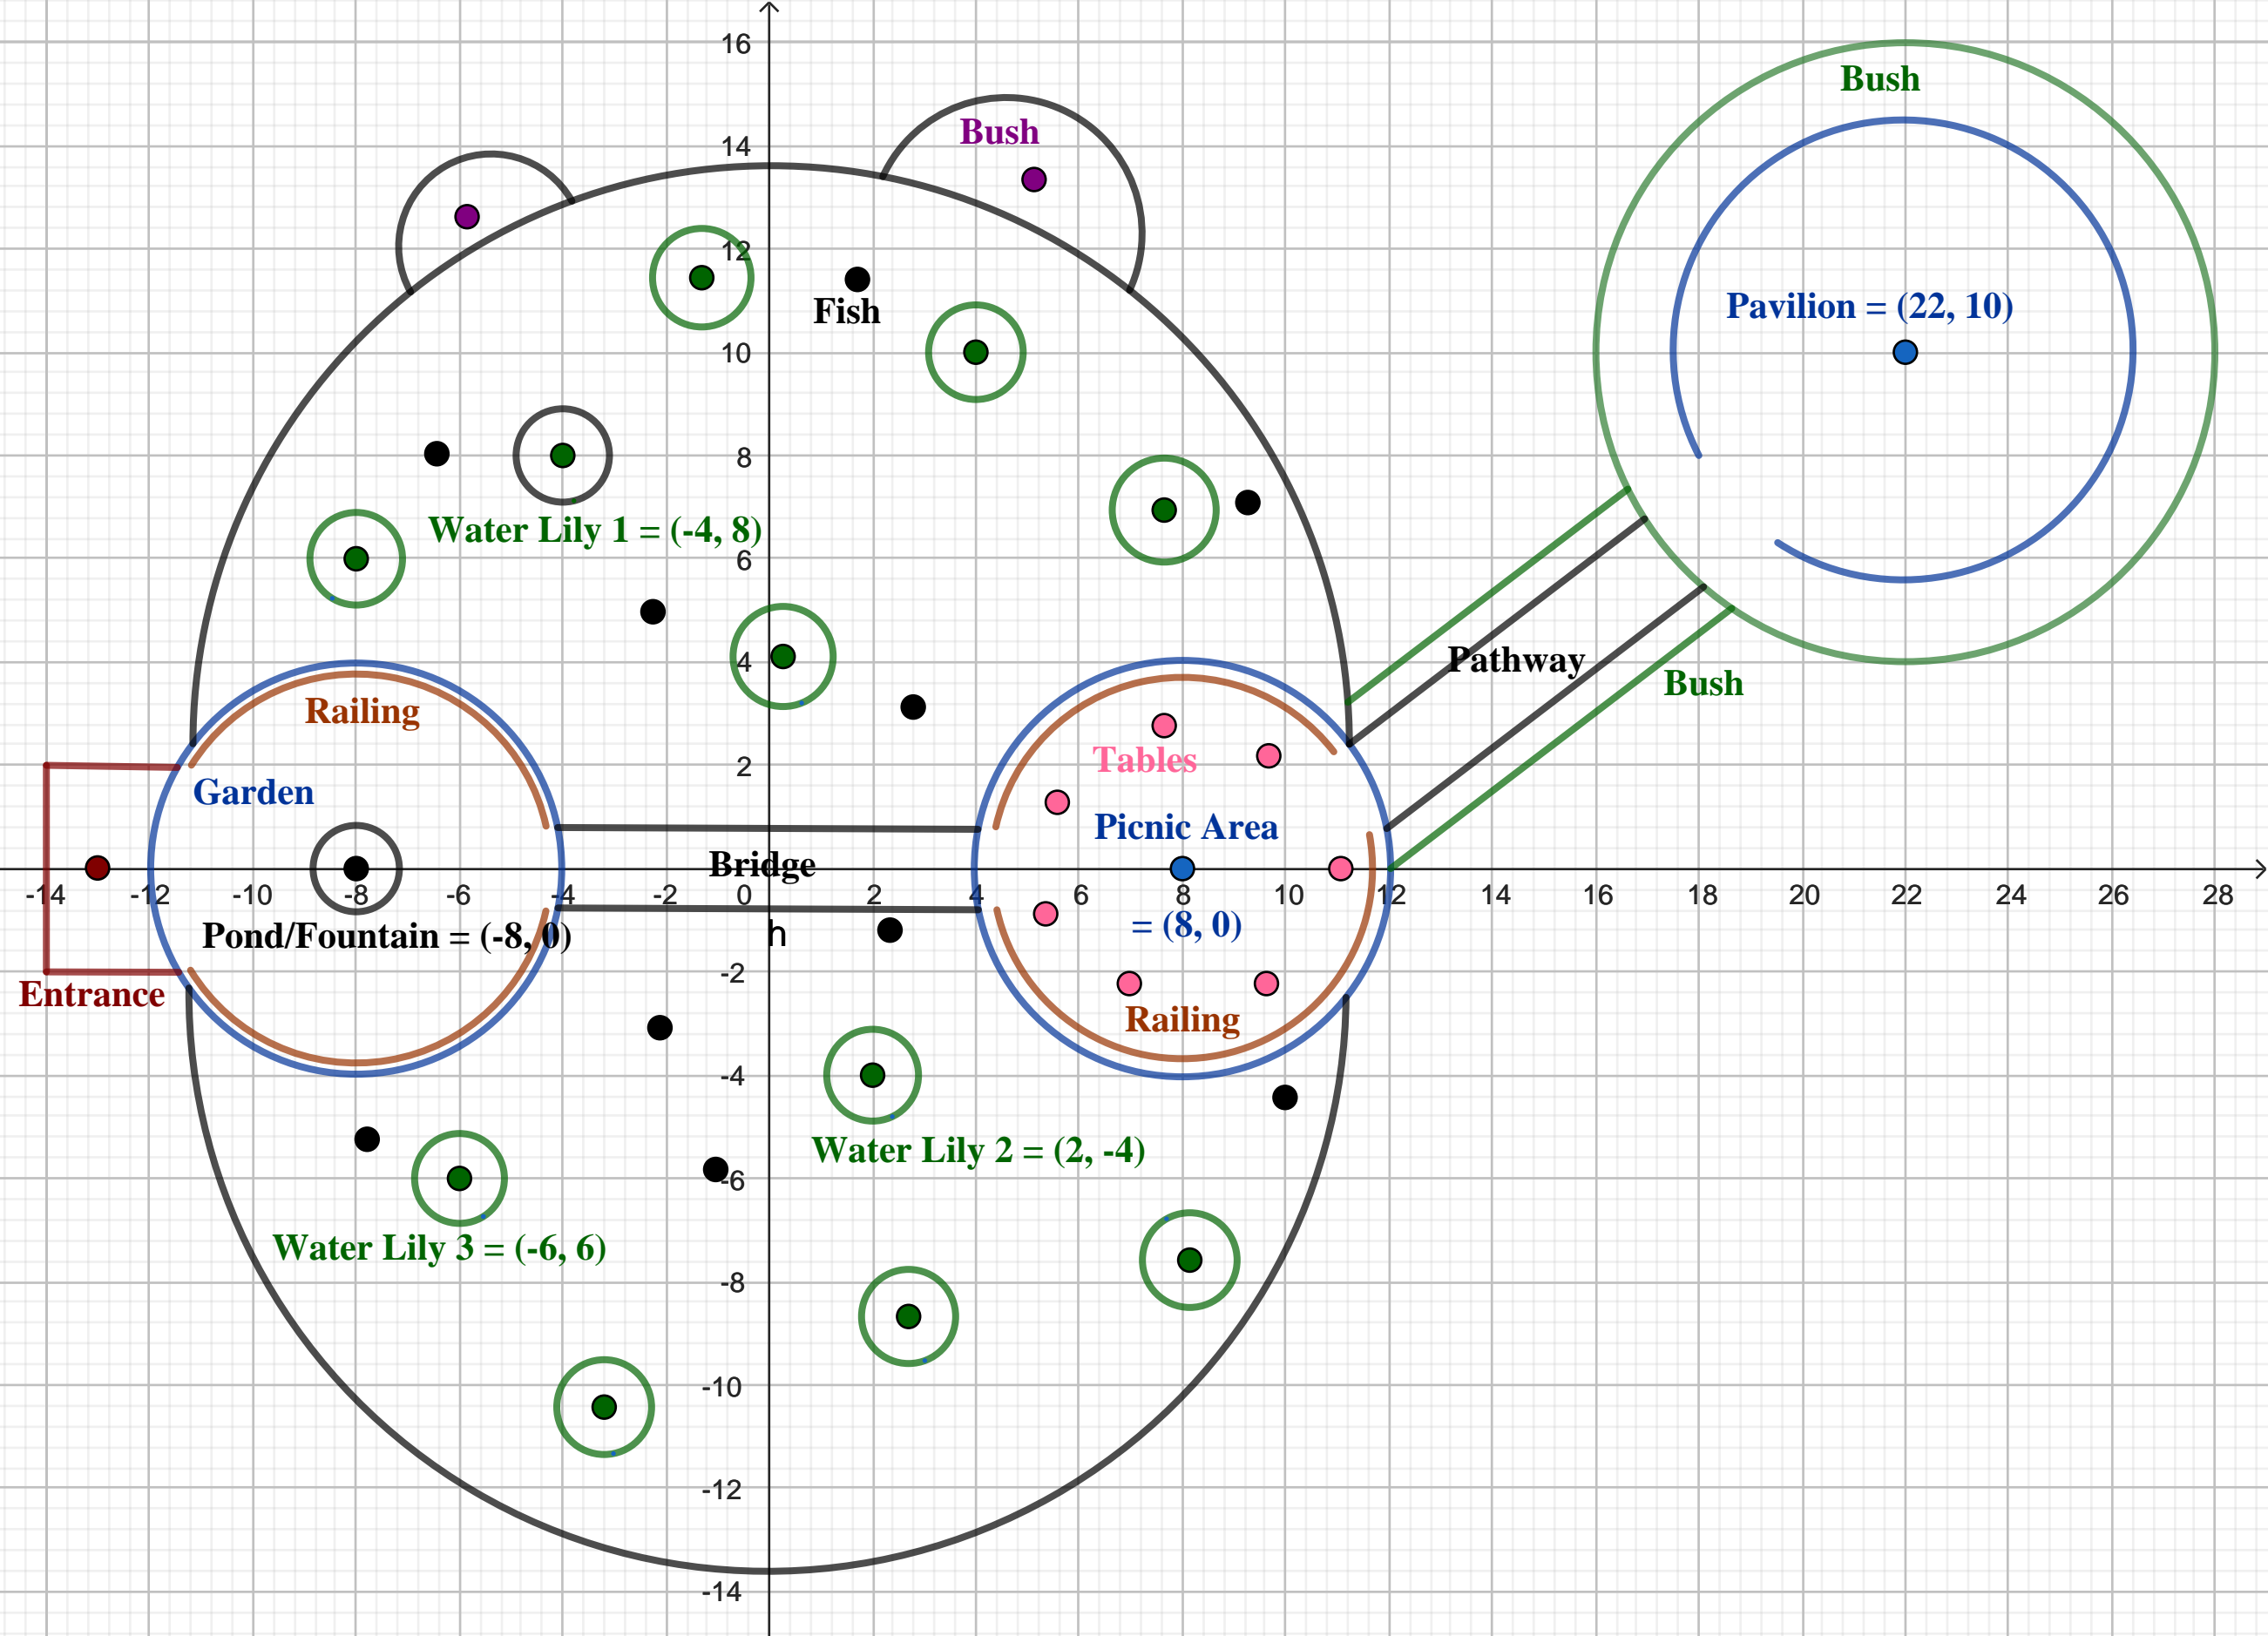 16
Bush
Bush
14
12
Fish
Pavilion = (22, 10)
10
8
Water Lily 1 = (-4, 8)
6
4
Pathway
Bush
Railing
Tables
2
Garden
Picnic Area
Bridge
-14 -12 -10 -8 -6 -4 -2 0 2 4 6 8 10 12 14 16 18 20 22 24 26 28
= (8, 0)
Pond/Fountain = (-8, 0)
h
-2
Entrance
Railing
-4
Water Lily 2 = (2, -4)
-6
Water Lily 3 = (-6, 6)
-8
-10
-12
-14